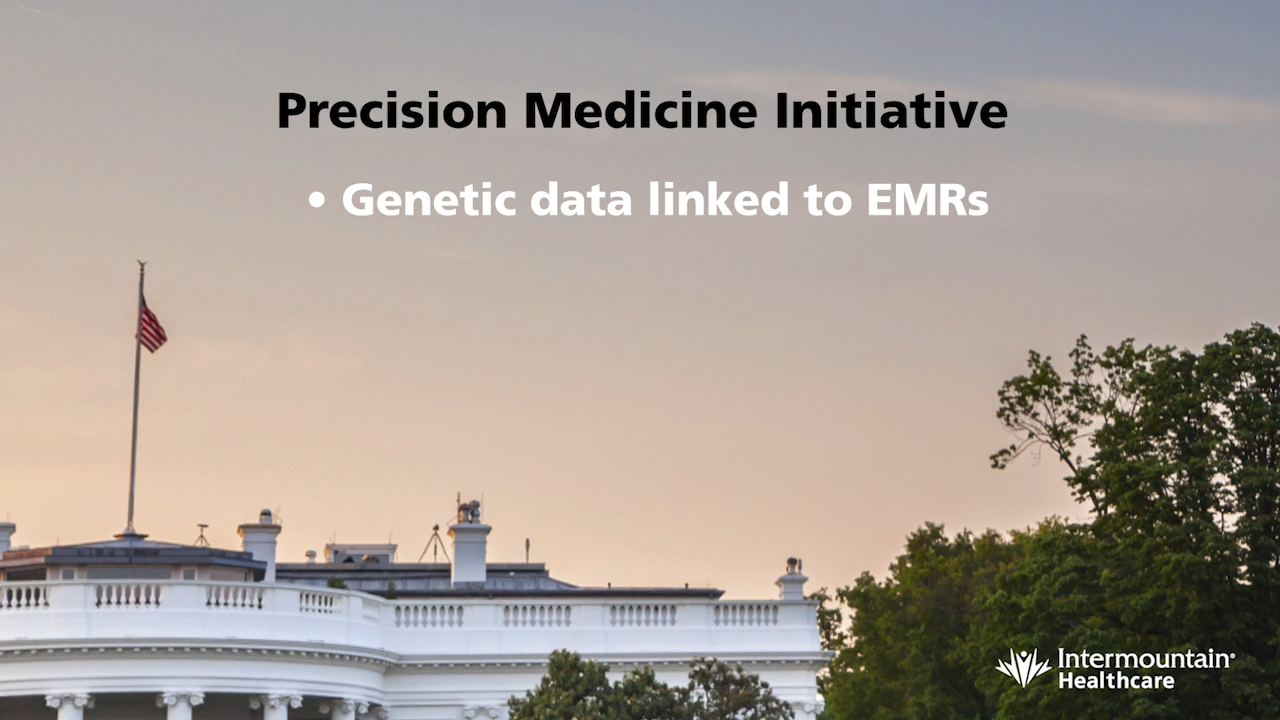 Precision Medicine Initiative
• Genetic data linked to EMRs
Intermountain®
Healthcare